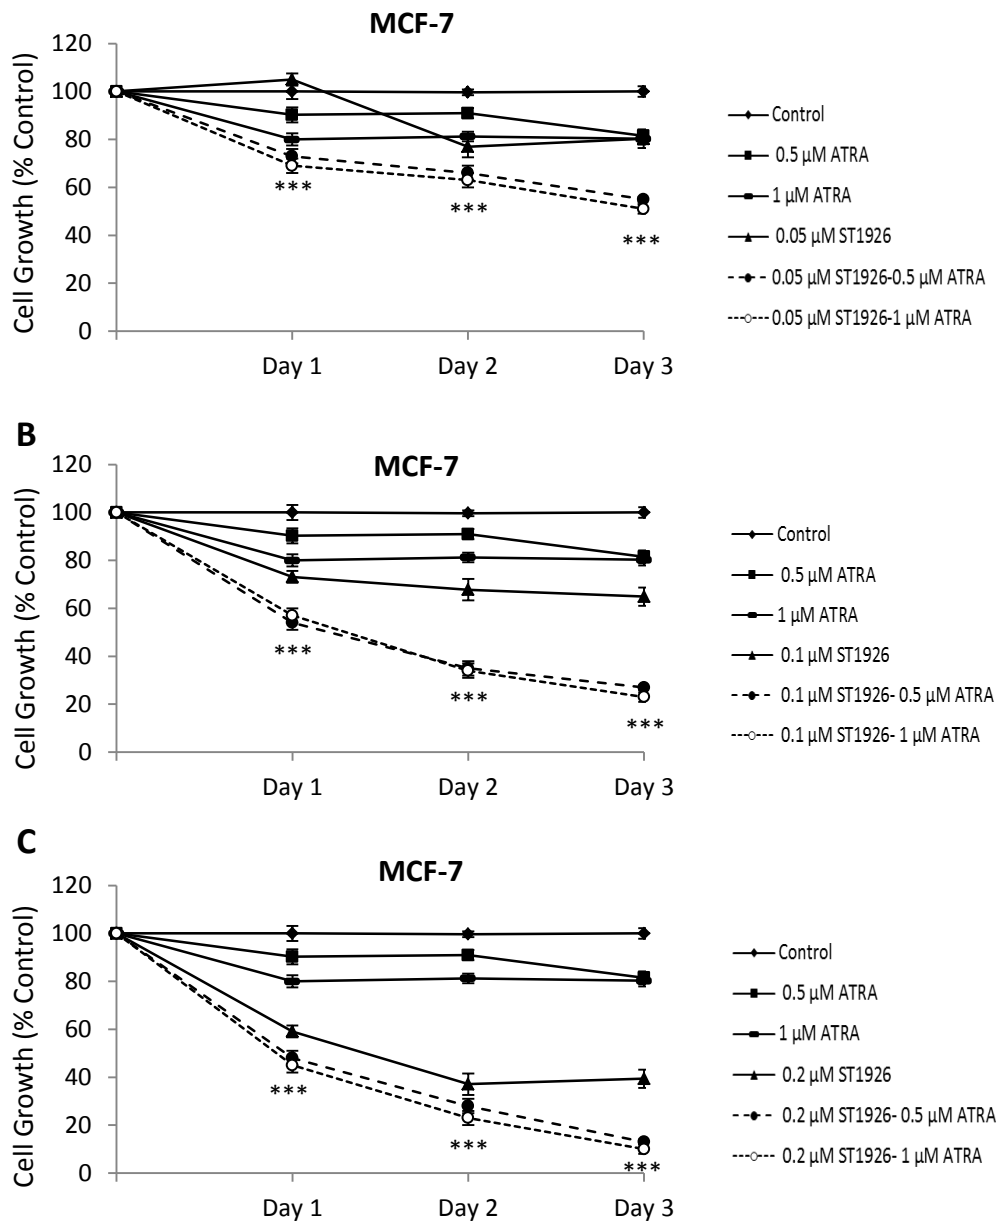 MCF-7
Cell Growth (% Control)
120
100
80
60
40
20
0
***
***
***
Day 1
Day 2
Day 3
Control
0.5 µM ATRA
1 µM ATRA
0.05 µM ST1926
0.05 µM ST1926-0.5 µM ATRA
0.05 µM ST1926-1 µM ATRA
B
MCF-7
Cell Growth (% Control)
120
100
80
60
40
20
0
***
***
***
Day 1
Day 2
Day 3
Control
0.5 µM ATRA
1 µM ATRA
0.1 µM ST1926
0.1 µM ST1926- 0.5 µM ATRA
0.1 µM ST1926- 1 µM ATRA
C
MCF-7
Cell Growth (% Control)
120
100
80
60
40
20
0
***
***
***
Day 1
Day 2
Day 3
Control
0.5 µM ATRA
1 µM ATRA
0.2 µM ST1926
0.2 µM ST1926- 0.5 µM ATRA
0.2 µM ST1926- 1 µM ATRA